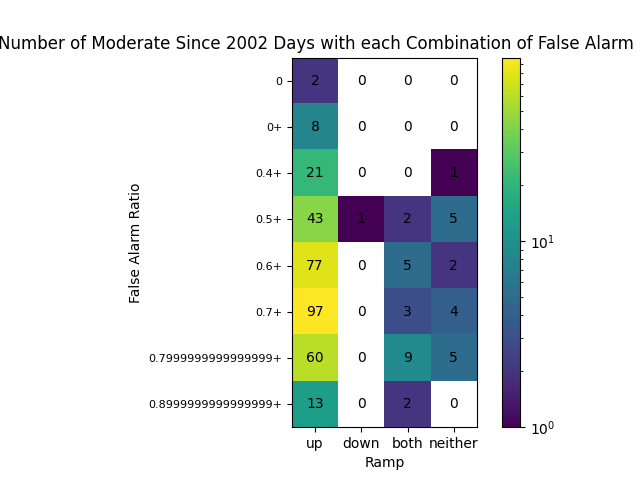 Number of Moderate Since 2002 Days with each Combination of False Alarm
0 2 0 0 0
0+ 8 0 0 0
0.4+ 21 0 0 1
0.5+ 43 1 2 5
0.6+ 77 0 5 2
0.7+ 97 0 3 4
0.7999999999999999+ 60 0 9 5
0.8999999999999999+ 13 0 2 0
up down both neither
Ramp
False Alarm Ratio
10¹
10⁰